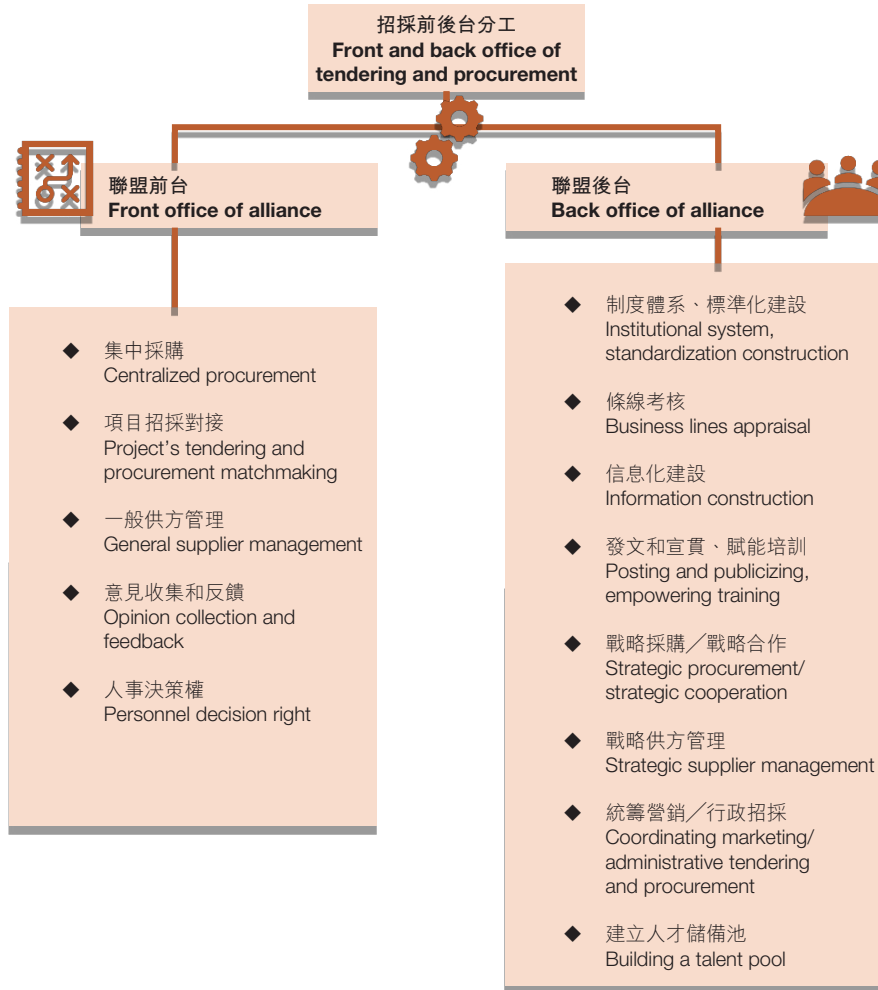 招採前後台分工
Front and back office of
tendering and procurement
聯盟前台
Front office of alliance
◆ 集中採購
Centralized procurement
◆ 項目招採對接
Project's tendering and
procurement matchmaking
◆ 一般供方管理
General supplier management
◆ 意見收集和反饋
Opinion collection and
feedback
◆ 人事決策權
Personnel decision right
聯盟後台
Back office of alliance
◆ 制度體系、標準化建設
Institutional system,
standardization construction
◆ 條線考核
Business lines appraisal
◆ 信息化建設
Information construction
◆ 發文和宣貫、賦能培訓
Posting and publicizing,
empowering training
◆ 戰略採購／戰略合作
Strategic procurement/
strategic cooperation
◆ 戰略供方管理
Strategic supplier management
◆ 統籌營銷／行政招採
Coordinating marketing/
administrative tendering
and procurement
◆ 建立人才儲備池
Building a talent pool